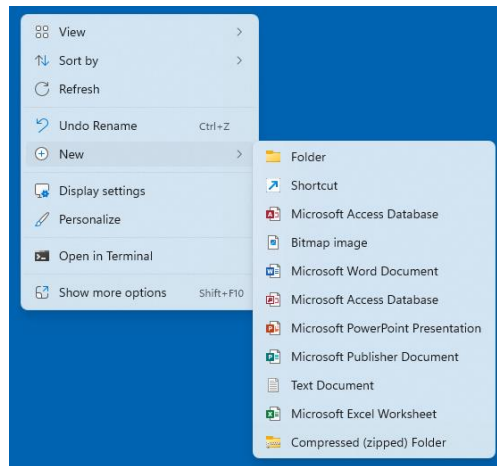 View
Sort by
Refresh
Undo Rename Ctrl+Z
New
Display settings
Personalize
Open in Terminal
Show more options Shift+F10
Folder
Shortcut
Microsoft Access Database
Bitmap image
Microsoft Word Document
Microsoft Access Database
Microsoft PowerPoint Presentation
Microsoft Publisher Document
Text Document
Microsoft Excel Worksheet
Compressed (zipped) Folder